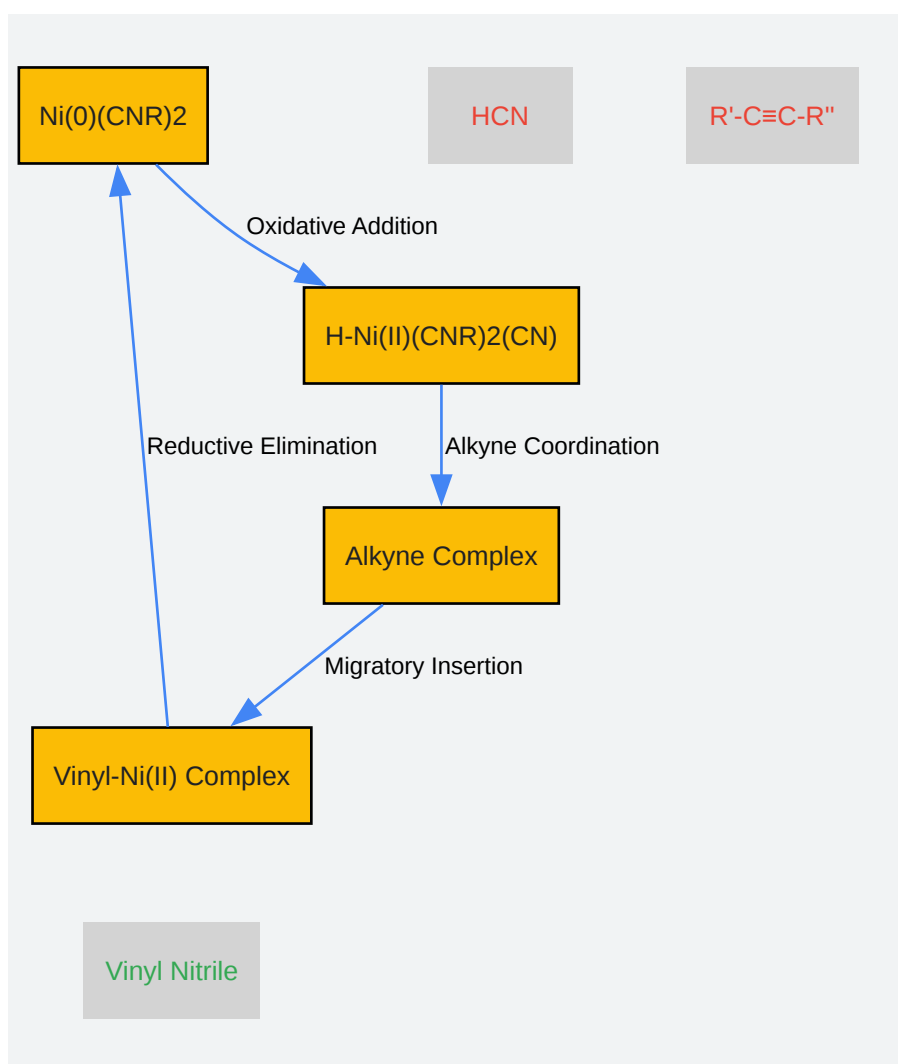 Ni(0)(CNR)2
HCN
R'-C≡C-R"
Oxidative Addition
H-Ni(II)(CNR)2(CN)
Reductive Elimination
Alkyne Coordination
Alkyne Complex
Migratory Insertion
Vinyl-Ni(II) Complex
Vinyl Nitrile